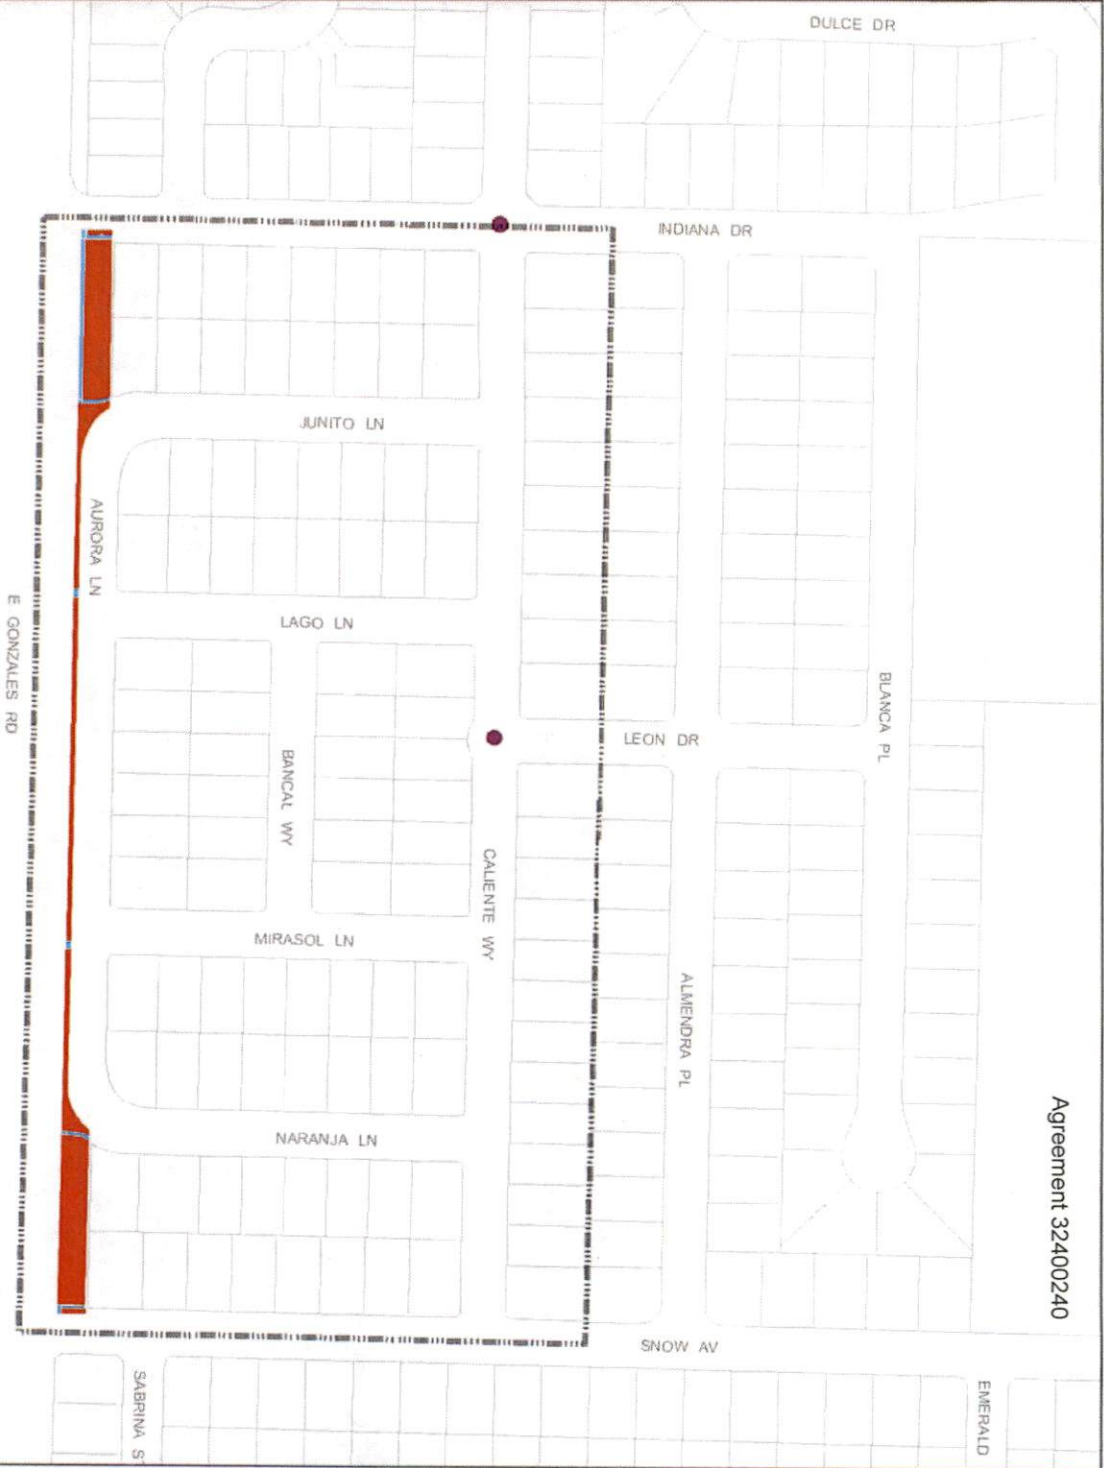 DULCE DR
INDIANA DR
JUNITO LN
AURORA LN
E GONZALES RD
LAGO LN
BLANCA PL
LEON DR
BANCAL WY
CALIENTE WY
MIRASOL LN
ALMENDRA PL
Agreement 32400240
NARANJA LN
SNOW AV
SABRINA S
EMERALD